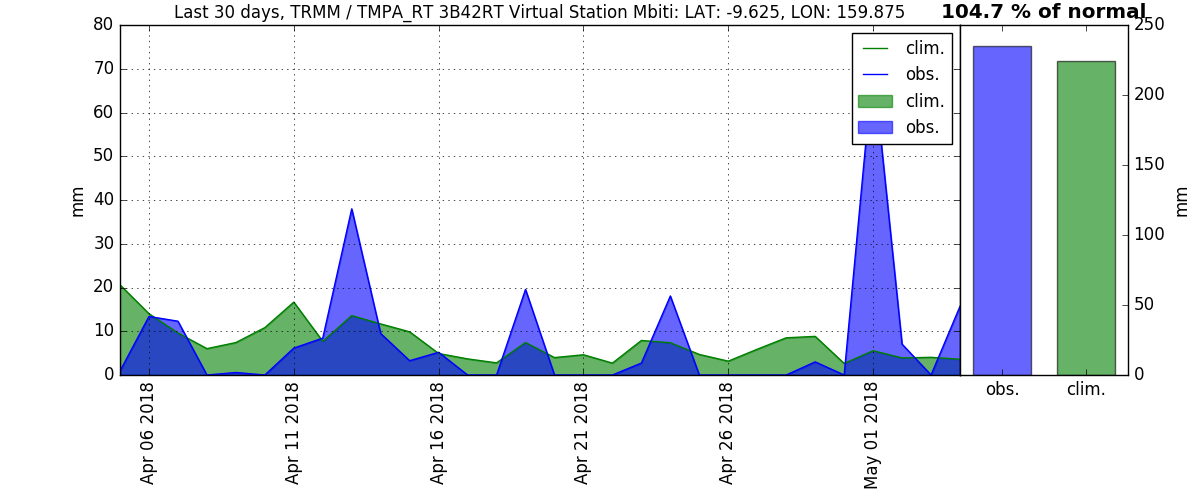 Last 30 days, TRMM / TMPA_RT 3B42RT Virtual Station Mbiti: LAT: -9.625, LON: 159.875
104.7 % of normal
80
70
60
50
40
30
20
10
0
mm
clim.
obs.
clim.
obs.
250
200
150
100
50
0
mm
obs.
clim.
Apr 06 2018
Apr 11 2018
Apr 16 2018
Apr 21 2018
Apr 26 2018
May 01 2018